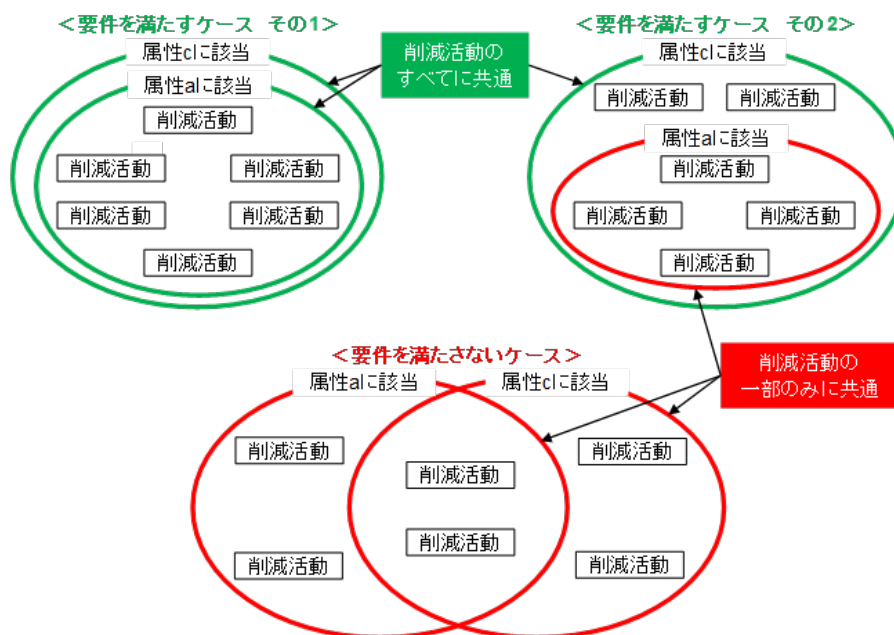 ＜要件を満たすケース その1＞
属性cに該当
属性aに該当
削減活動
削減活動
削減活動
削減活動
削減活動
削減活動
削減活動の
すべてに共通
＜要件を満たすケース その2＞
属性cに該当
削減活動
削減活動
属性aに該当
削減活動
削減活動
削減活動
削減活動
＜要件を満たさないケース＞
属性aに該当
属性cに該当
削減活動
削減活動
削減活動
削減活動
削減活動
削減活動
削減活動の
一部のみに共通